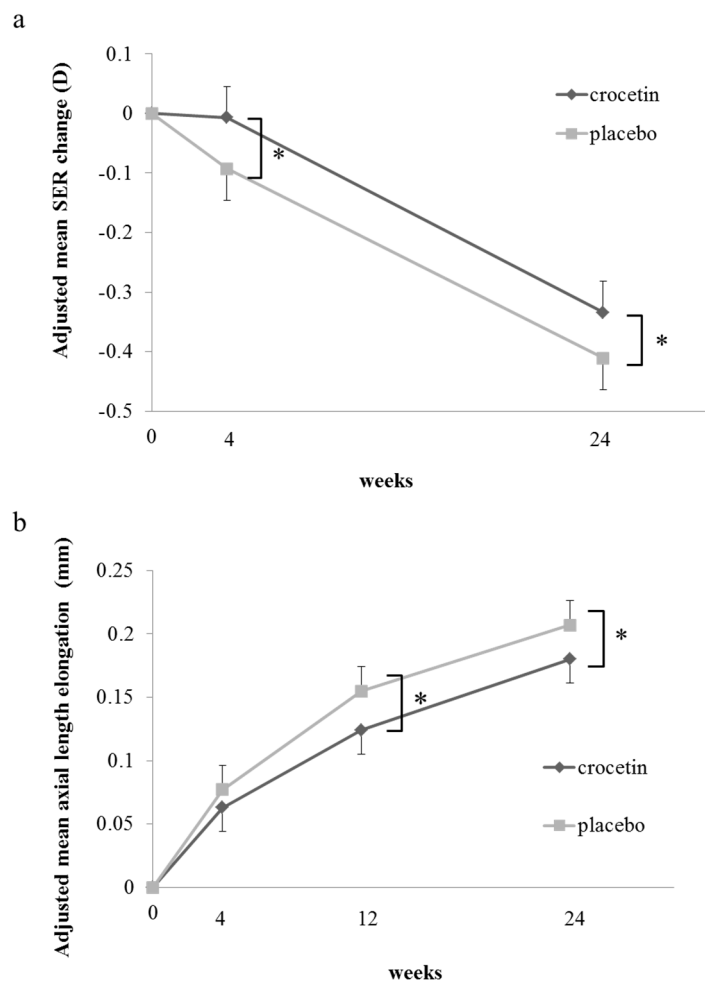 a
Adjusted mean SER change (D)
0.1
0
-0.1
-0.2
-0.3
-0.4
-0.5
crocetin
placebo
*
*
0
4
24
weeks
b
Adjusted mean axial length elongation (mm)
0.25
0.2
0.15
0.1
0.05
0
*
*
crocetin
placebo
0
4
12
24
weeks